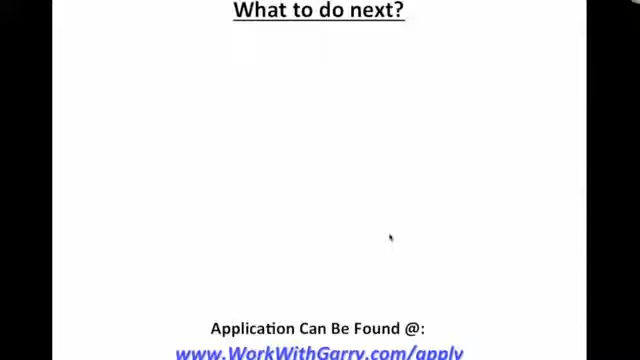 What to do next?
Application Can Be Found @:
www.WorkWithGarry.com/apply